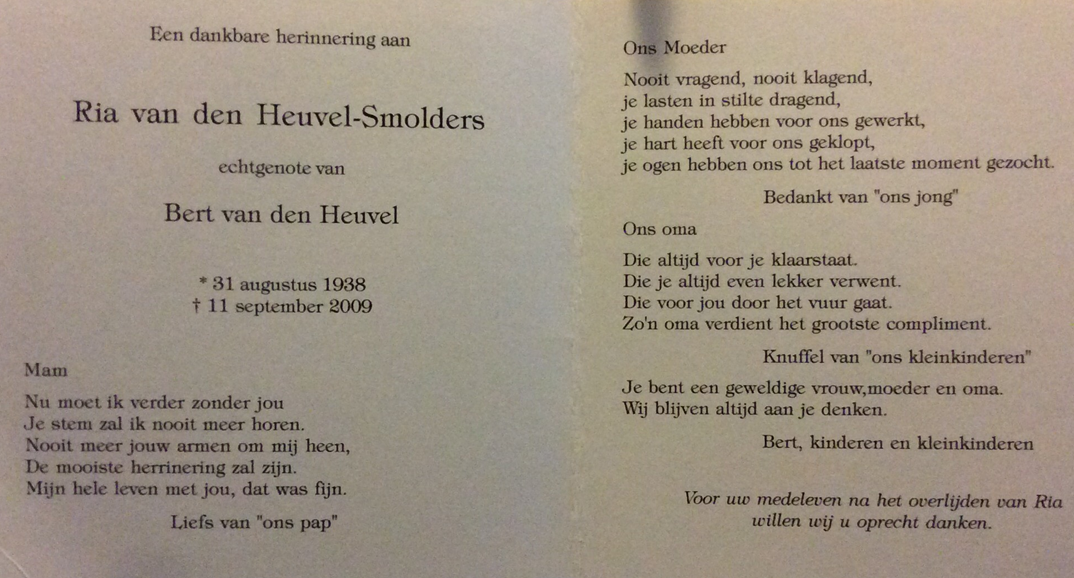 Een dankbare herinnering aan
Ria van den Heuvel-Smolders
echtgenote van
Bert van den Heuvel
* 31 augustus 1938
† 11 september 2009
Mam
Nu moet ik verder zonder jou
Je stem zal ik nooit meer horen.
Nooit meer jouw armen om mij heen,
De mooiste herrinering zal zijn.
Mijn hele leven met jou, dat was fijn.
Liefs van "ons pap"
Ons Moeder
Nooit vragend, nooit klagend,
je lasten in stilte dragend,
je handen hebben voor ons gewerkt,
je hart heeft voor ons geklopt,
je ogen hebben ons tot het laatste moment gezocht.
Bedankt van "ons jong"
Ons oma
Die altijd voor je klaarstaat.
Die je altijd even lekker verwent.
Die voor jou door het vuur gaat.
Zo'n oma verdient het grootste compliment.
Knuffel van "ons kleinkinderen"
Je bent een geweldige vrouw,moeder en oma.
Wij blijven altijd aan je denken.
Bert, kinderen en kleinkinderen
Voor uw medeleven na het overlijden van Ria
willen wij u oprecht danken.